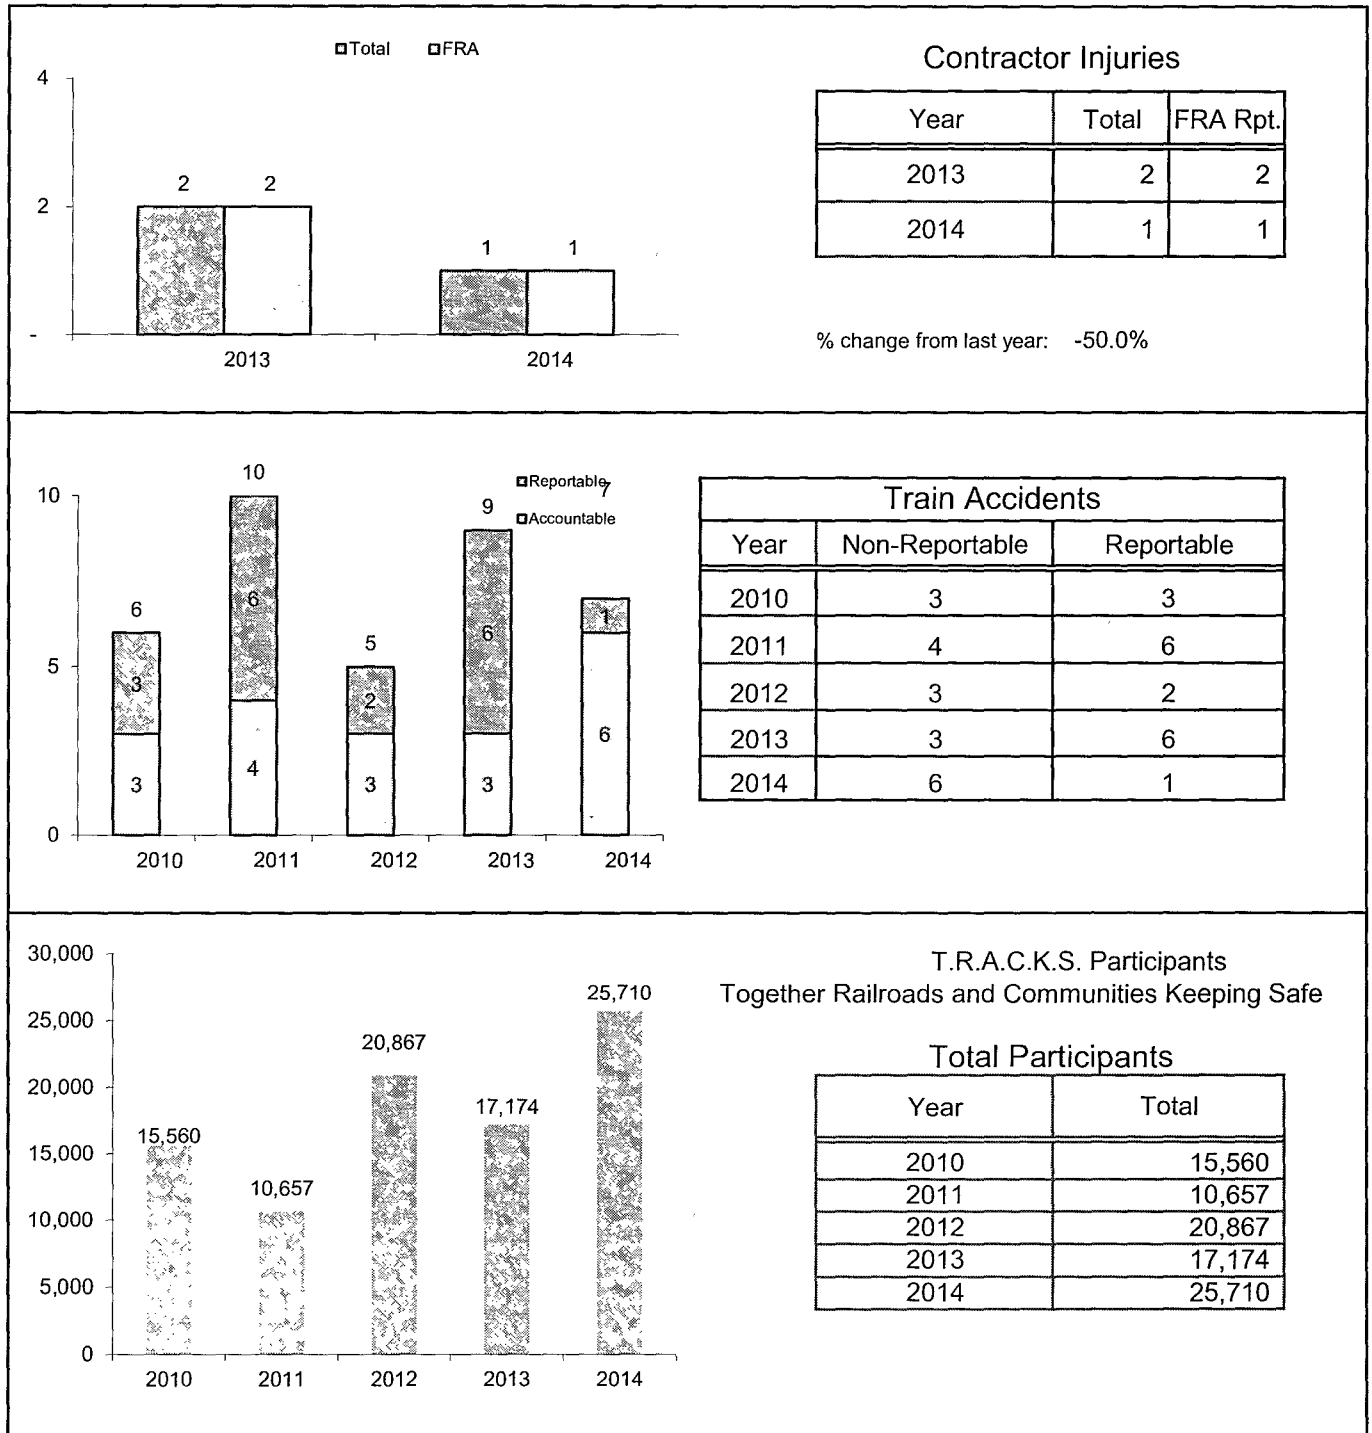 Total FRA
4
2
-
2 2
1 1
2013 2014
Contractor Injuries
Year Total FRA Rpt.
2013 2 2
2014 1 1
% change from last year: -50.0%
Reportable
Accountable
10
5
0
6 10 5 9 7
3 6 2 6 1
3 4 3 3 6
2010 2011 2012 2013 2014
Train Accidents
Year Non-Reportable Reportable
2010 3 3
2011 4 6
2012 3 2
2013 3 6
2014 6 1
30,000
25,000
20,000
15,000
10,000
5,000
0
15,560 10,657 20,867 17,174 25,710
2010 2011 2012 2013 2014
T.R.A.C.K.S. Participants
Together Railroads and Communities Keeping Safe
Total Participants
Year Total
2010 15,560
2011 10,657
2012 20,867
2013 17,174
2014 25,710